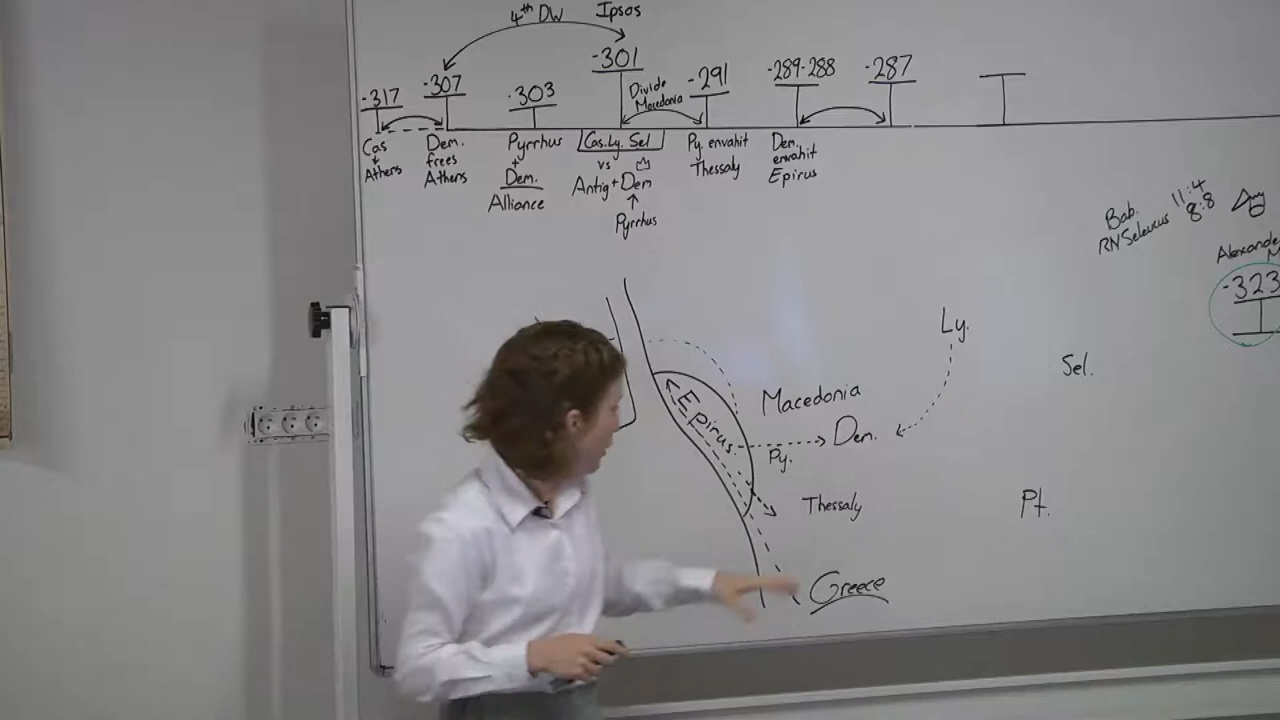 4th DW
Ipsos
-317
-307
-303
-301
Divide
Macedonia
-291
-289-288
-287
Cas
Athens
Dem.
frees
Athens
Pyrrhus
+
Dem.
Alliance
Cas. Ly. Sel
vs
Antig + Dem
Pyrrhus
Py. envahit
Thessaly
Dem.
envahit
Epirus
Bab.
RN Seleucus
11:4
8:8
-323
Ly.
Sel.
Macedonia
Epirus
Dem.
Py.
Thessaly
Pt.
Greece